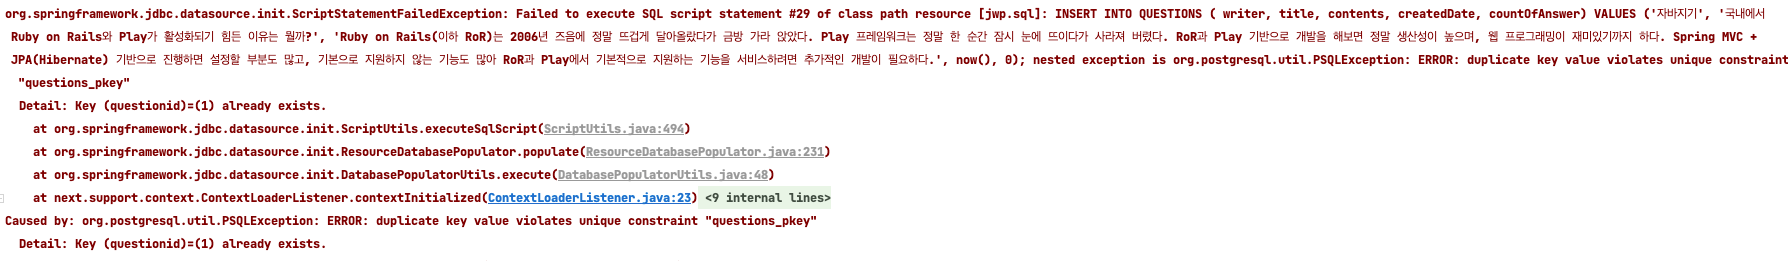 org.springframework.jdbc.datasource.init.ScriptStatementFailedException: Failed to execute SQL script statement #29 of class path resource [jwp.sql]: INSERT INTO QUESTIONS ( writer, title, contents, createdDate, countOfAnswer) VALUES ('자바지기', '국내에서
Ruby on Rails와 Play가 활성화되기 힘든 이유는 뭘까?', 'Ruby on Rails(이하 RoR)는 2006년 즈음에 정말 뜨겁게 달아올랐다가 금방 가라 앉았다. Play 프레임워크는 정말 한 순간 잠시 눈에 뜨이다가 사라져 버렸다. RoR과 Play 기반으로 개발을 해보면 정말 생산성이 높으며, 웹 프로그래밍이 재미있기까지 하다. Spring MVC +
JPA(Hibernate) 기반으로 진행하면 설정할 부분도 많고, 기본으로 지원하지 않는 기능도 많아 RoR과 Play에서 기본적으로 지원하는 기능을 서비스하려면 추가적인 개발이 필요하다.', now(), 0); nested exception is org.postgresql.util.PSQLException: ERROR: duplicate key value violates unique constraint
"questions_pkey"
Detail: Key (questionid)=(1) already exists.
at org.springframework.jdbc.datasource.init.ScriptUtils.executeSqlScript(ScriptUtils.java:494)
at org.springframework.jdbc.datasource.init.ResourceDatabasePopulator.populate(ResourceDatabasePopulator.java:231)
at org.springframework.jdbc.datasource.init.DatabasePopulatorUtils.execute(DatabasePopulatorUtils.java:48)
at next.support.context.ContextLoaderListener.contextInitialized(ContextLoaderListener.java:23) <9 internal lines>
Caused by: org.postgresql.util.PSQLException: ERROR: duplicate key value violates unique constraint "questions_pkey"
Detail: Key (questionid)=(1) already exists.